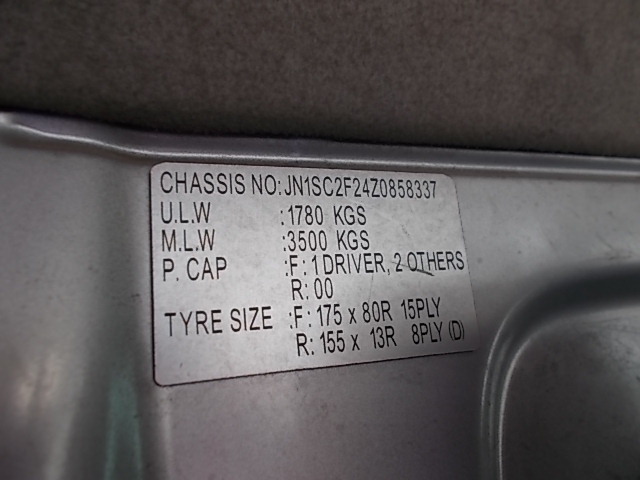 CHASSIS NO:JN1SC2F24Z0858337
U.L.W :1780 KGS
M.L.W :3500 KGS
P. CAP :F: 1 DRIVER, 2 OTHERS
R: 00
TYRE SIZE :F: 175 x 80R 15PLY
R: 155 x 13R 8PLY (D)